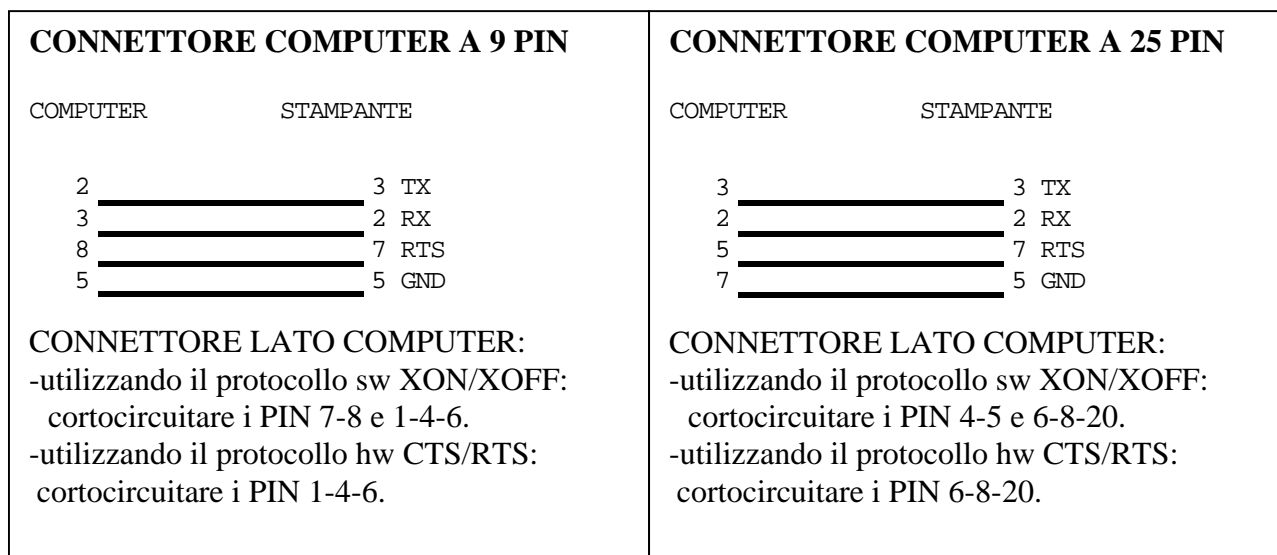 CONNETTORE COMPUTER A 9 PIN
COMPUTER STAMPANTE
2 3 TX
3 2 RX
8 7 RTS
5 5 GND
CONNETTORE LATO COMPUTER:
-utilizzando il protocollo sw XON/XOFF:
cortocircuitare i PIN 7-8 e 1-4-6.
-utilizzando il protocollo hw CTS/RTS:
cortocircuitare i PIN 1-4-6.
CONNETTORE COMPUTER A 25 PIN
COMPUTER STAMPANTE
3 3 TX
2 2 RX
5 7 RTS
7 5 GND
CONNETTORE LATO COMPUTER:
-utilizzando il protocollo sw XON/XOFF:
cortocircuitare i PIN 4-5 e 6-8-20.
-utilizzando il protocollo hw CTS/RTS:
cortocircuitare i PIN 6-8-20.